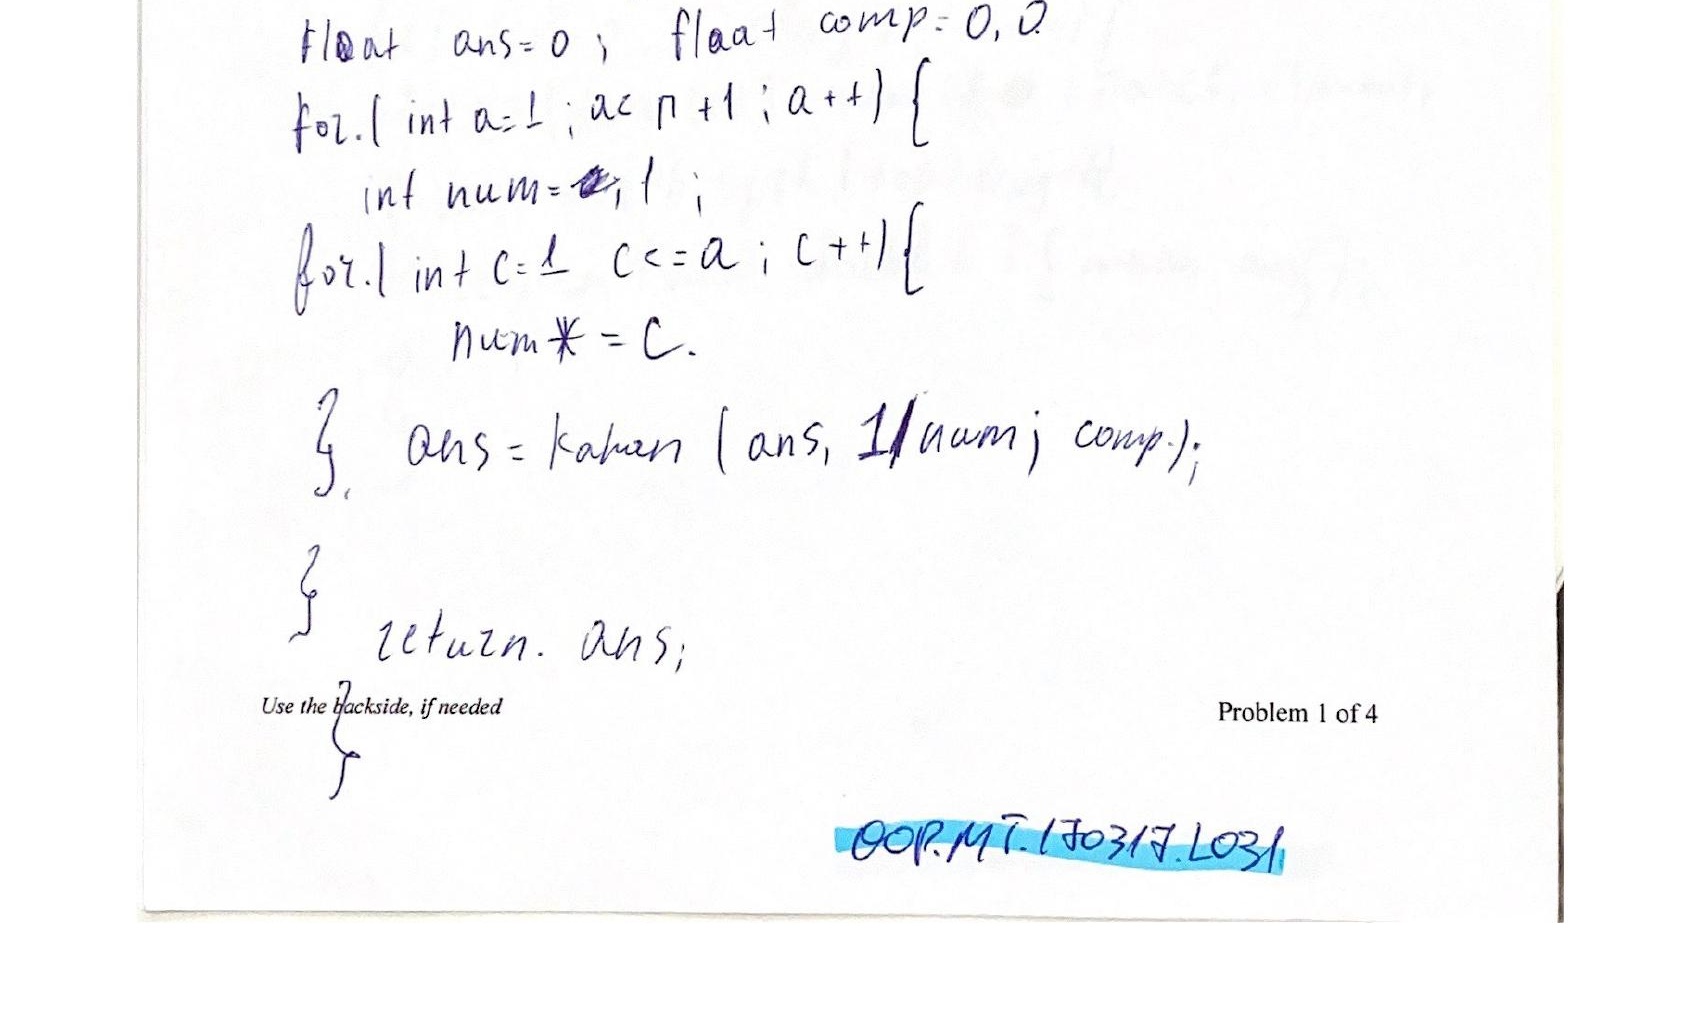 float ans=0; float comp=0,0
for.(int a=1; a< n+1; a++){
int num=1;
for.(int c=1 c<=a; c++){
num*=c.
} ans=kahan(ans, 1/num; comp.);
}
return. ans;
Use the backside, if needed
}
Problem 1 of 4
OOP.MT.170317.L031